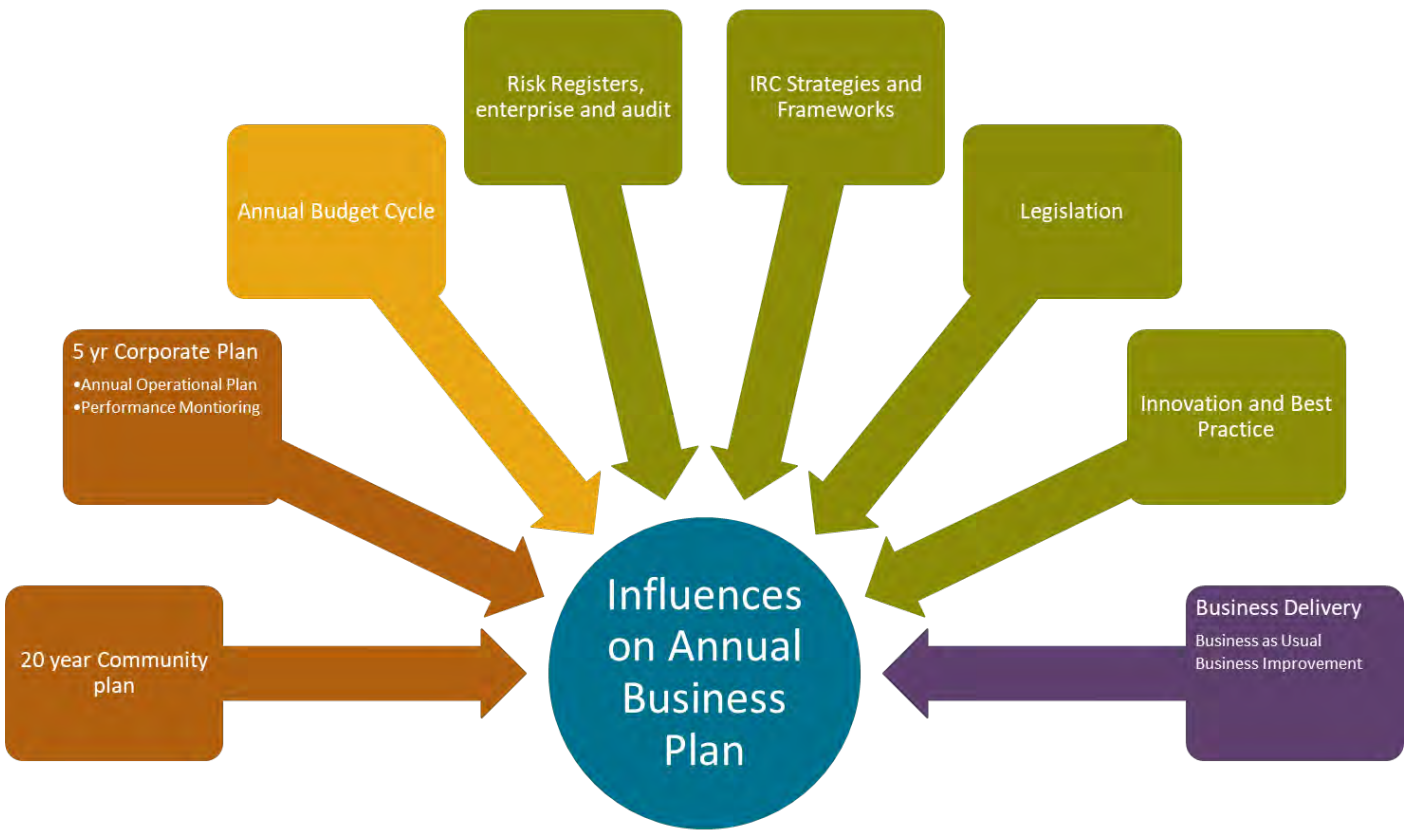 Risk Registers,
enterprise and audit
IRC Strategies and
Frameworks
Annual Budget Cycle
Legislation
5 yr Corporate Plan
•Annual Operational Plan
•Performance Montioring
Innovation and Best
Practice
20 year Community
plan
Influences
on Annual
Business
Plan
Business Delivery
Business as Usual
Business Improvement